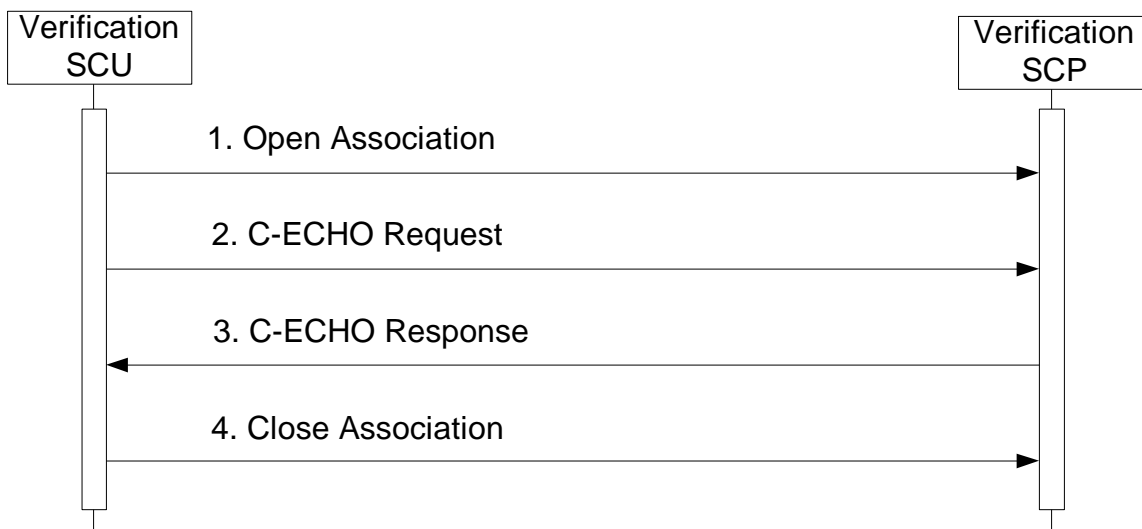 Verification
SCU
Verification
SCP
1. Open Association
2. C-ECHO Request
3. C-ECHO Response
4. Close Association